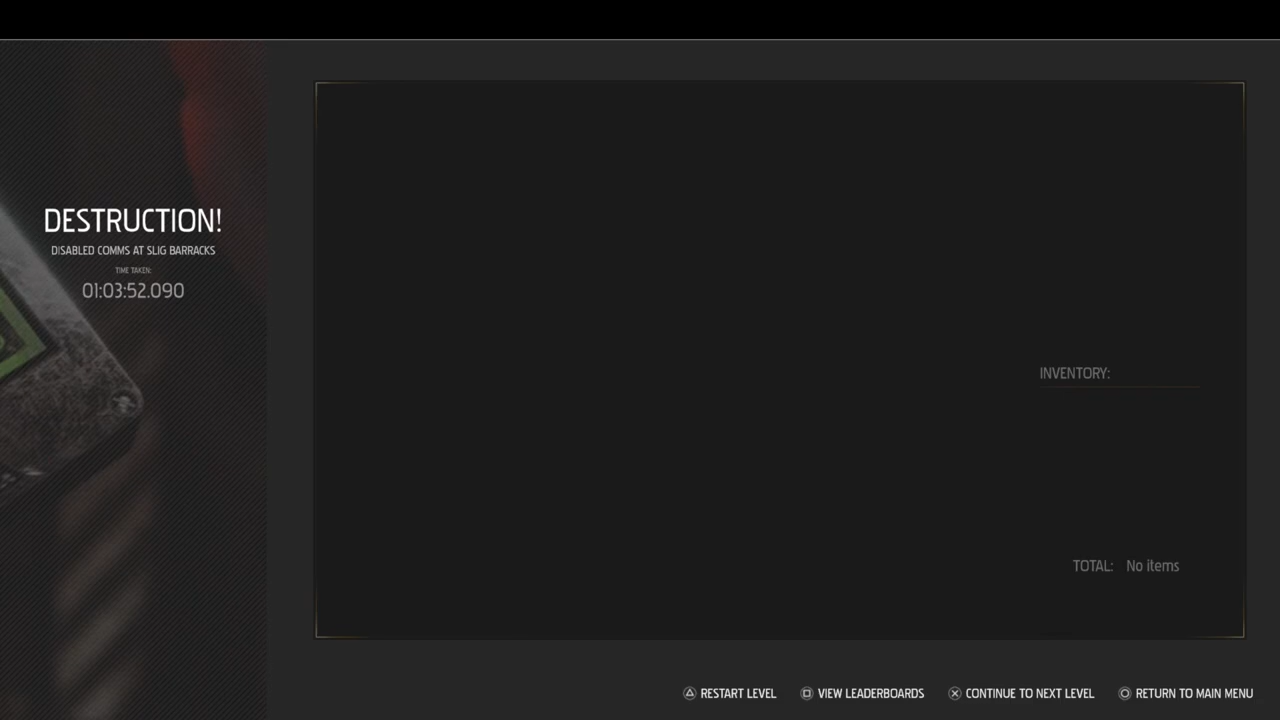 DESTRUCTION!
DISABLED COMMS AT SLIG BARRACKS
TIME TAKEN:
01:03:52.090
INVENTORY:
TOTAL: No items
RESTART LEVEL VIEW LEADERBOARDS CONTINUE TO NEXT LEVEL RETURN TO MAIN MENU